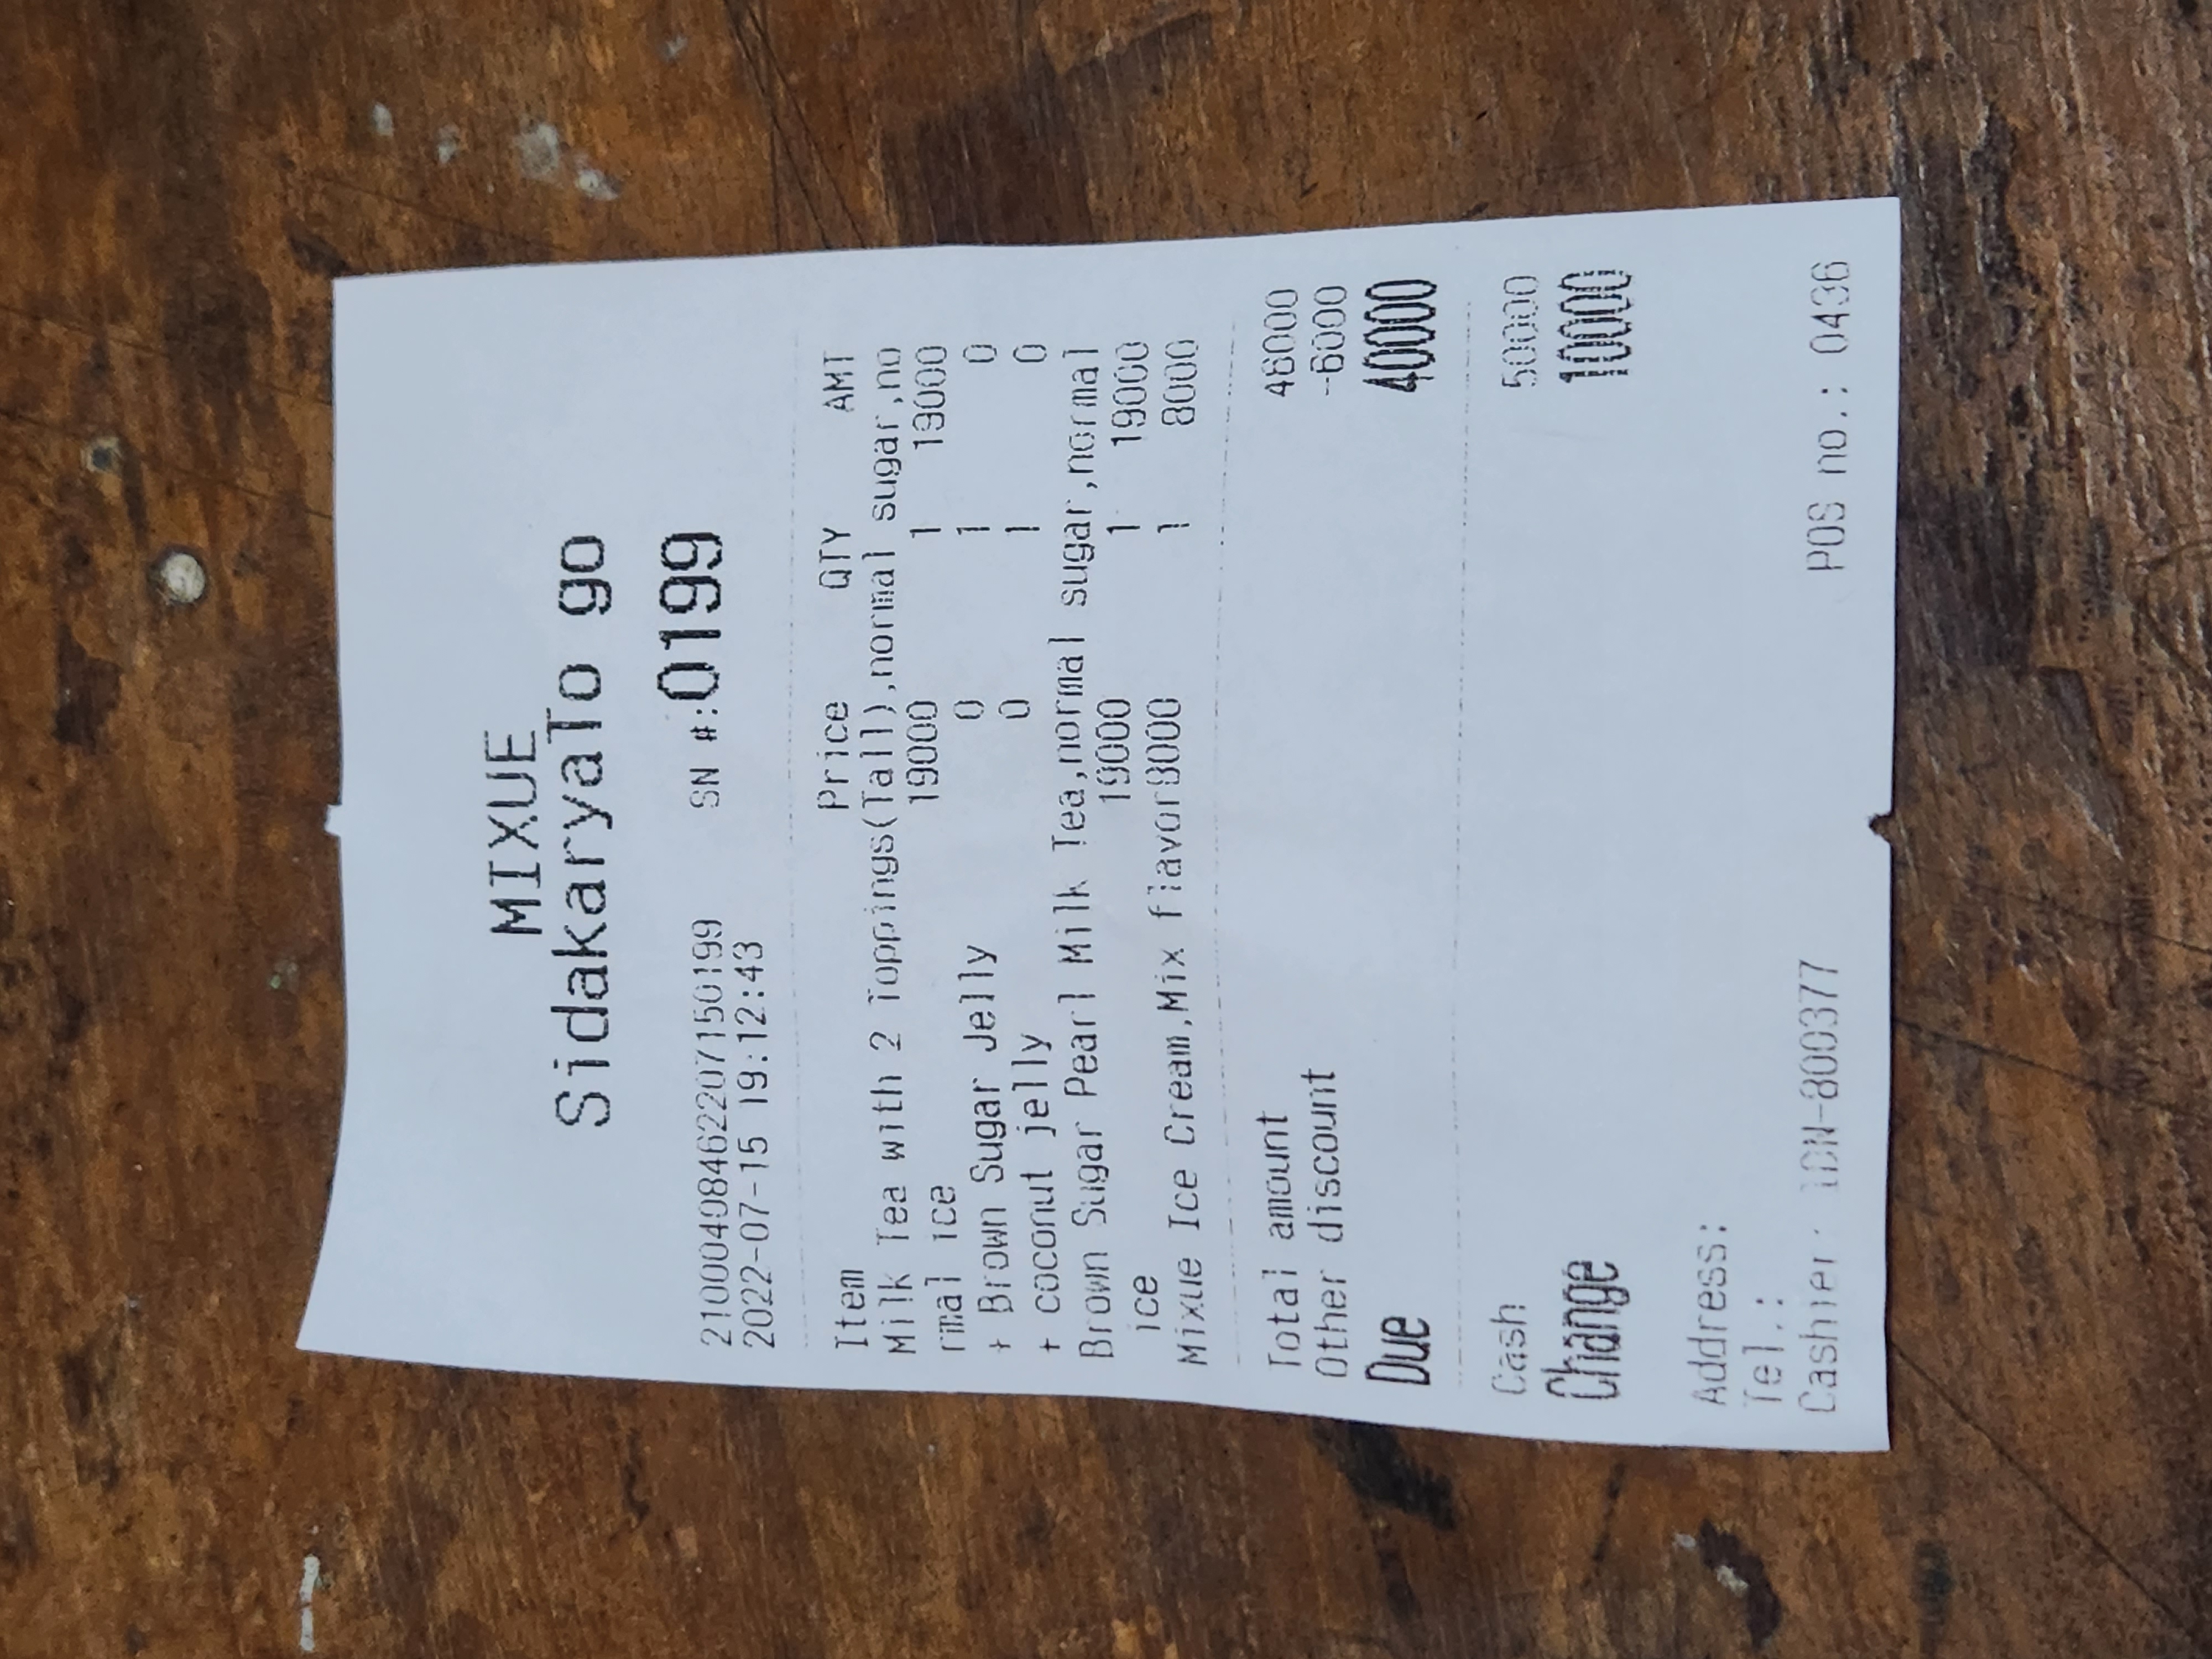 MIXUE
SidakaryaTo go
210004984622207150199 SN #:0199
2022-07-15 19:12:43
Item Price QTY AMT
Milk Tea with 2 Toppings(Tall),normal sugar,no
rmal ice 19000 1 19000
+ Brown Sugar Jelly 0 1 0
+ coconut jelly 0 1 0
Brown Sugar Pearl Milk Tea,normal sugar,normal
ice 19000 1 19000
Mixue Ice Cream,Mix flavor8000 1 8000
Total amount 46000
Other discount -6000
Due 40000
Cash 50000
Change 10000
Address:
Tel.:
Cashier: IDN-800377 POS no.: 0436